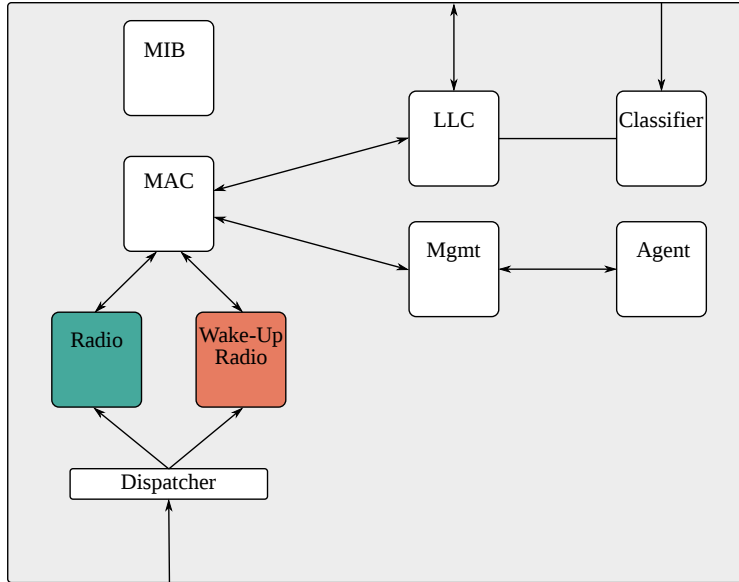 MIB
LLC
Classifier
MAC
Mgmt
Agent
Radio
Wake-Up
Radio
Dispatcher